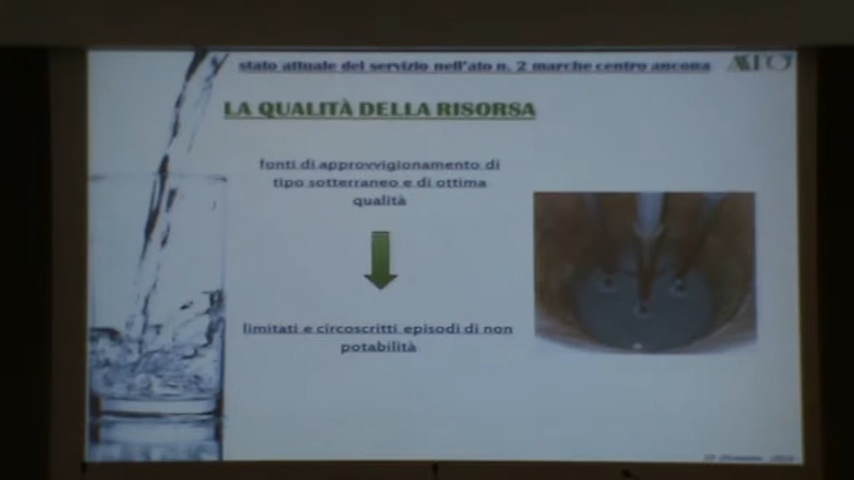 stato attuale del servizio nell'ato n. 2 marche centro ancona
ATO
LA QUALITÀ DELLA RISORSA
fonti di approvvigionamento di
tipo sotterraneo e di ottima
qualità
limitati e circoscritti episodi di non
potabilità